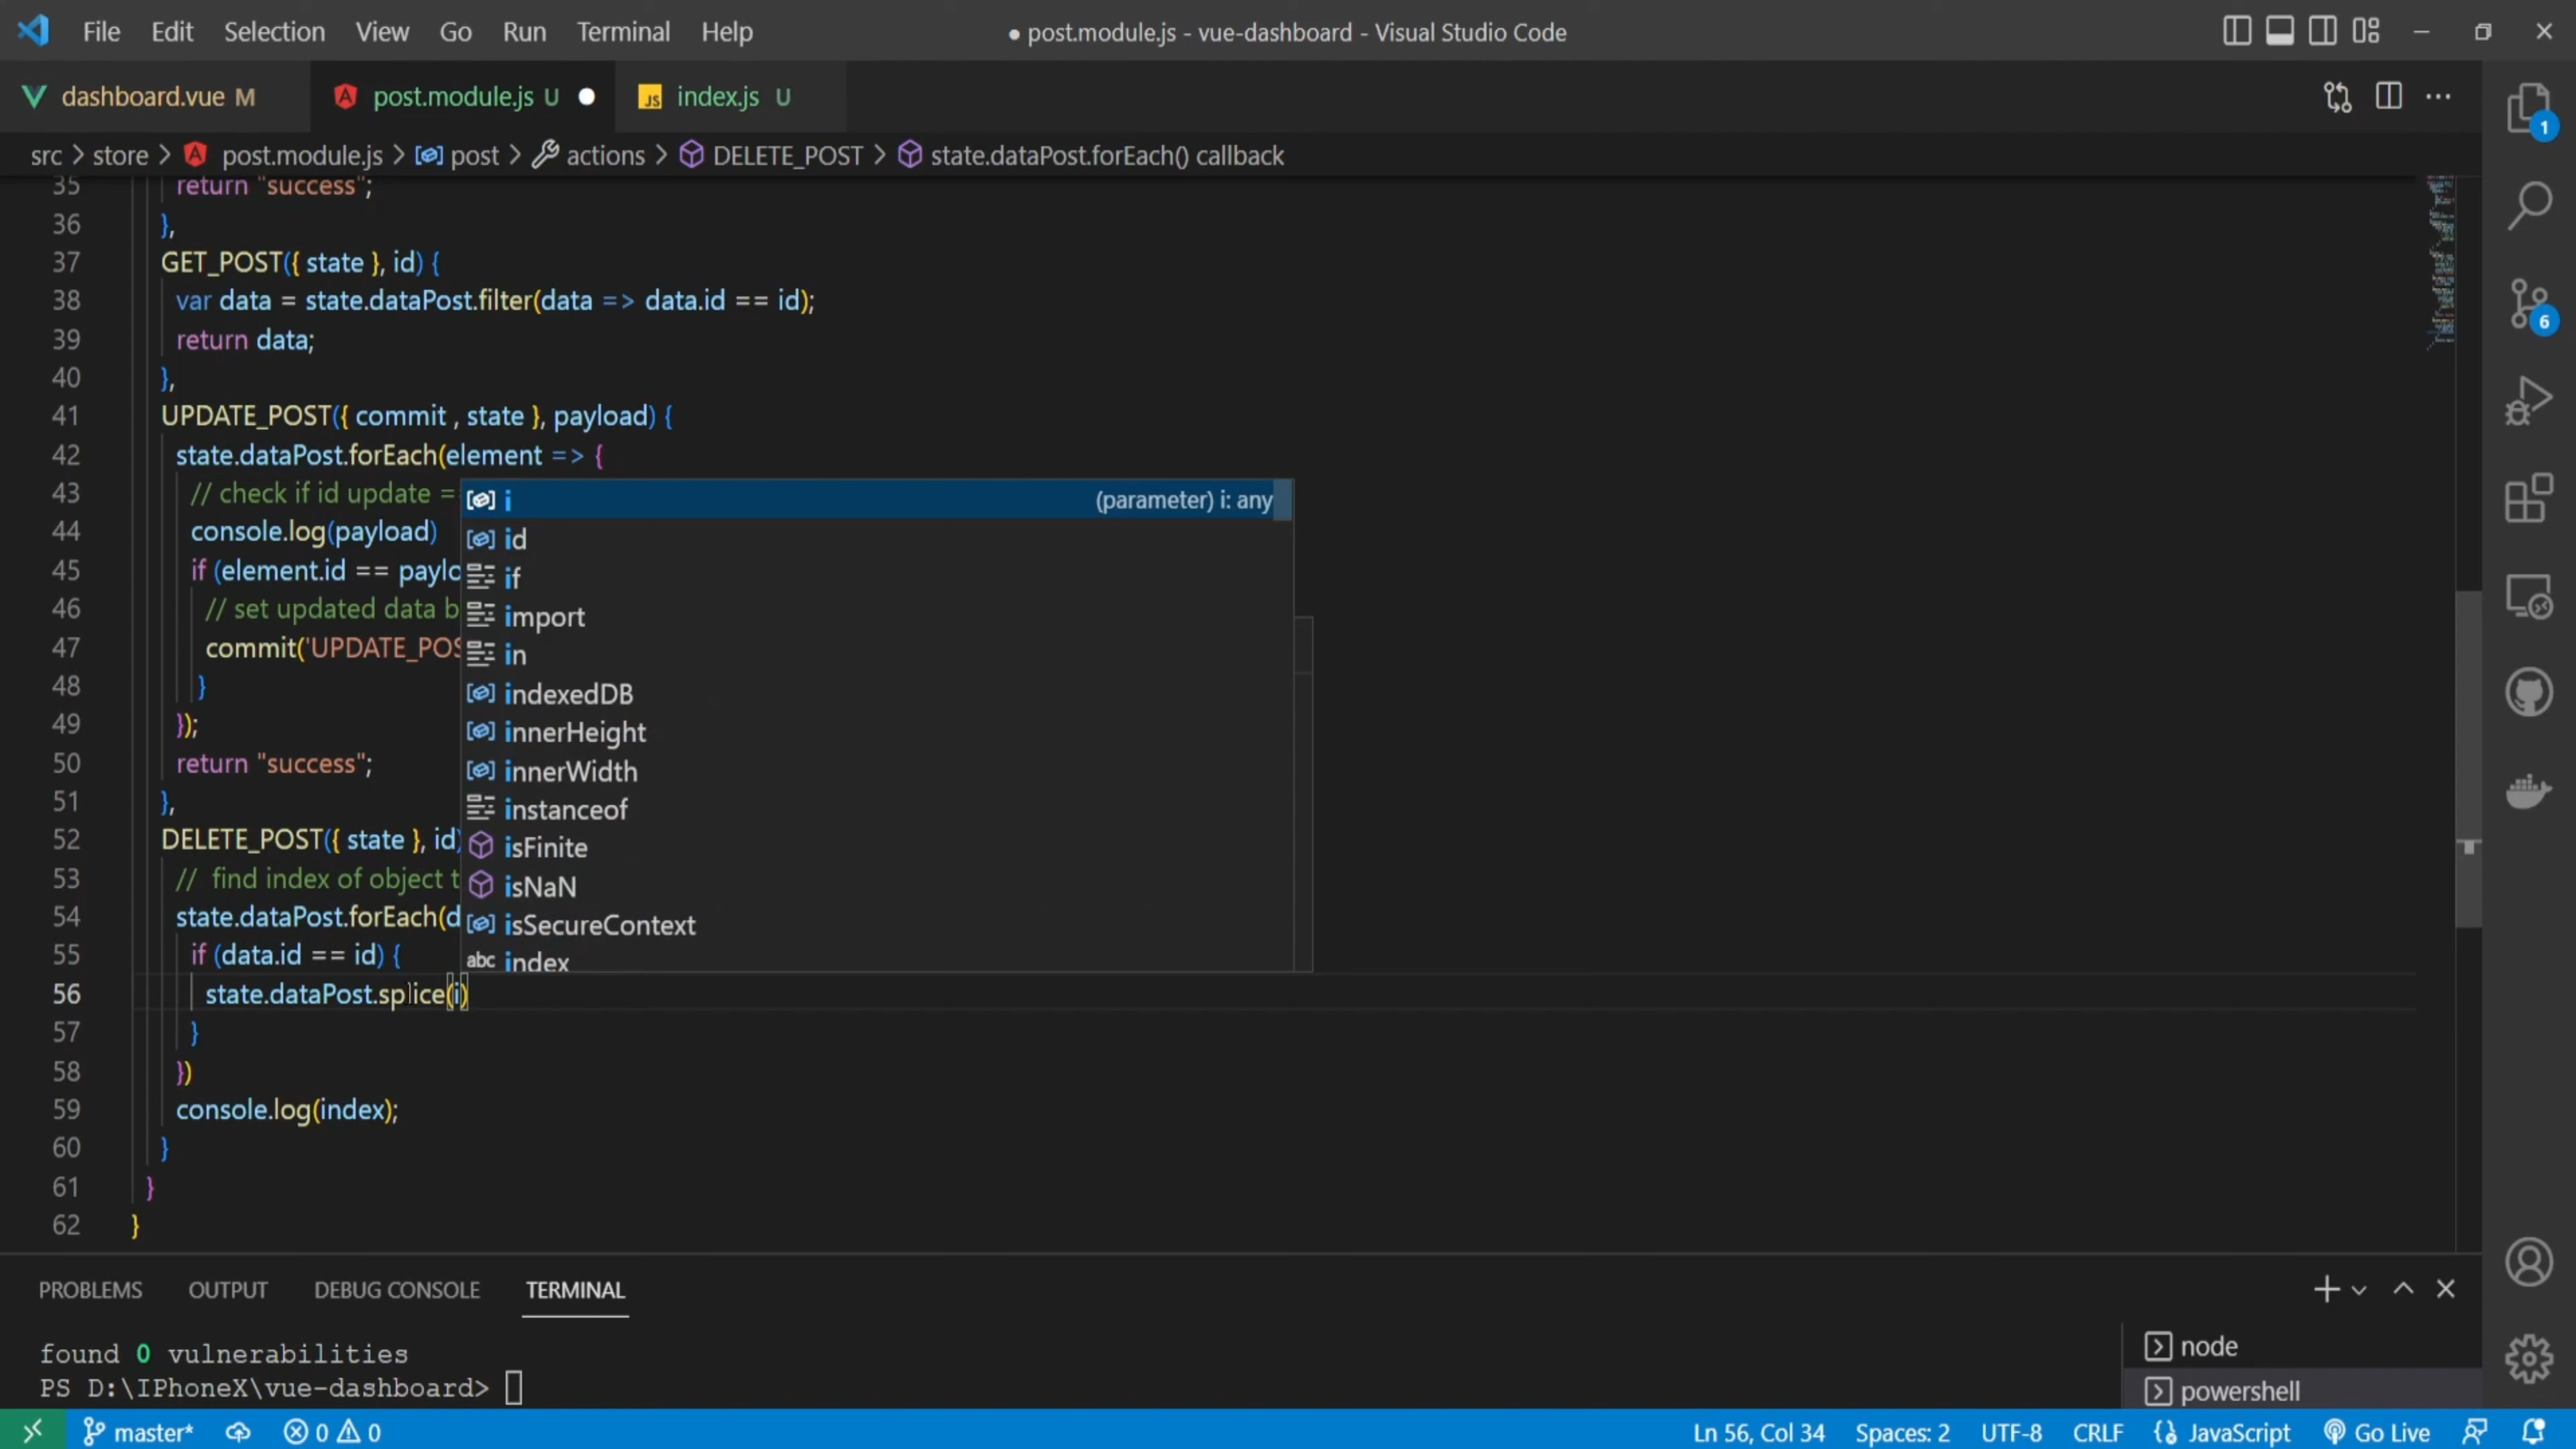 File Edit Selection View Go Run Terminal Help ● post.module.js - vue-dashboard - Visual Studio Code
dashboard.vue M post.module.js U JS index.js U
src > store > post.module.js > post > actions > DELETE_POST > state.dataPost.forEach() callback
35 return "success";
36 },
37 GET_POST({ state }, id) {
38 var data = state.dataPost.filter(data => data.id == id);
39 return data;
40 },
41 UPDATE_POST({ commit , state }, payload) {
42 state.dataPost.forEach(element => {
43 // check if id update =
44 console.log(payload)
45 if (element.id == paylo
46 // set updated data b
47 commit('UPDATE_POS
48 }
49 });
50 return "success";
51 },
52 DELETE_POST({ state }, id)
53 // find index of object t
54 state.dataPost.forEach(d
55 if (data.id == id) {
56 state.dataPost.splice(i)
57 }
58 })
59 console.log(index);
60 }
61 }
62 }
i (parameter) i: any
id
if
import
in
indexedDB
innerHeight
innerWidth
instanceof
isFinite
isNaN
isSecureContext
abc index
1
6
PROBLEMS OUTPUT DEBUG CONSOLE TERMINAL
found 0 vulnerabilities
PS D:\IPhoneX\vue-dashboard>
node
powershell
master* 0 0 Ln 56, Col 34 Spaces: 2 UTF-8 CRLF JavaScript Go Live